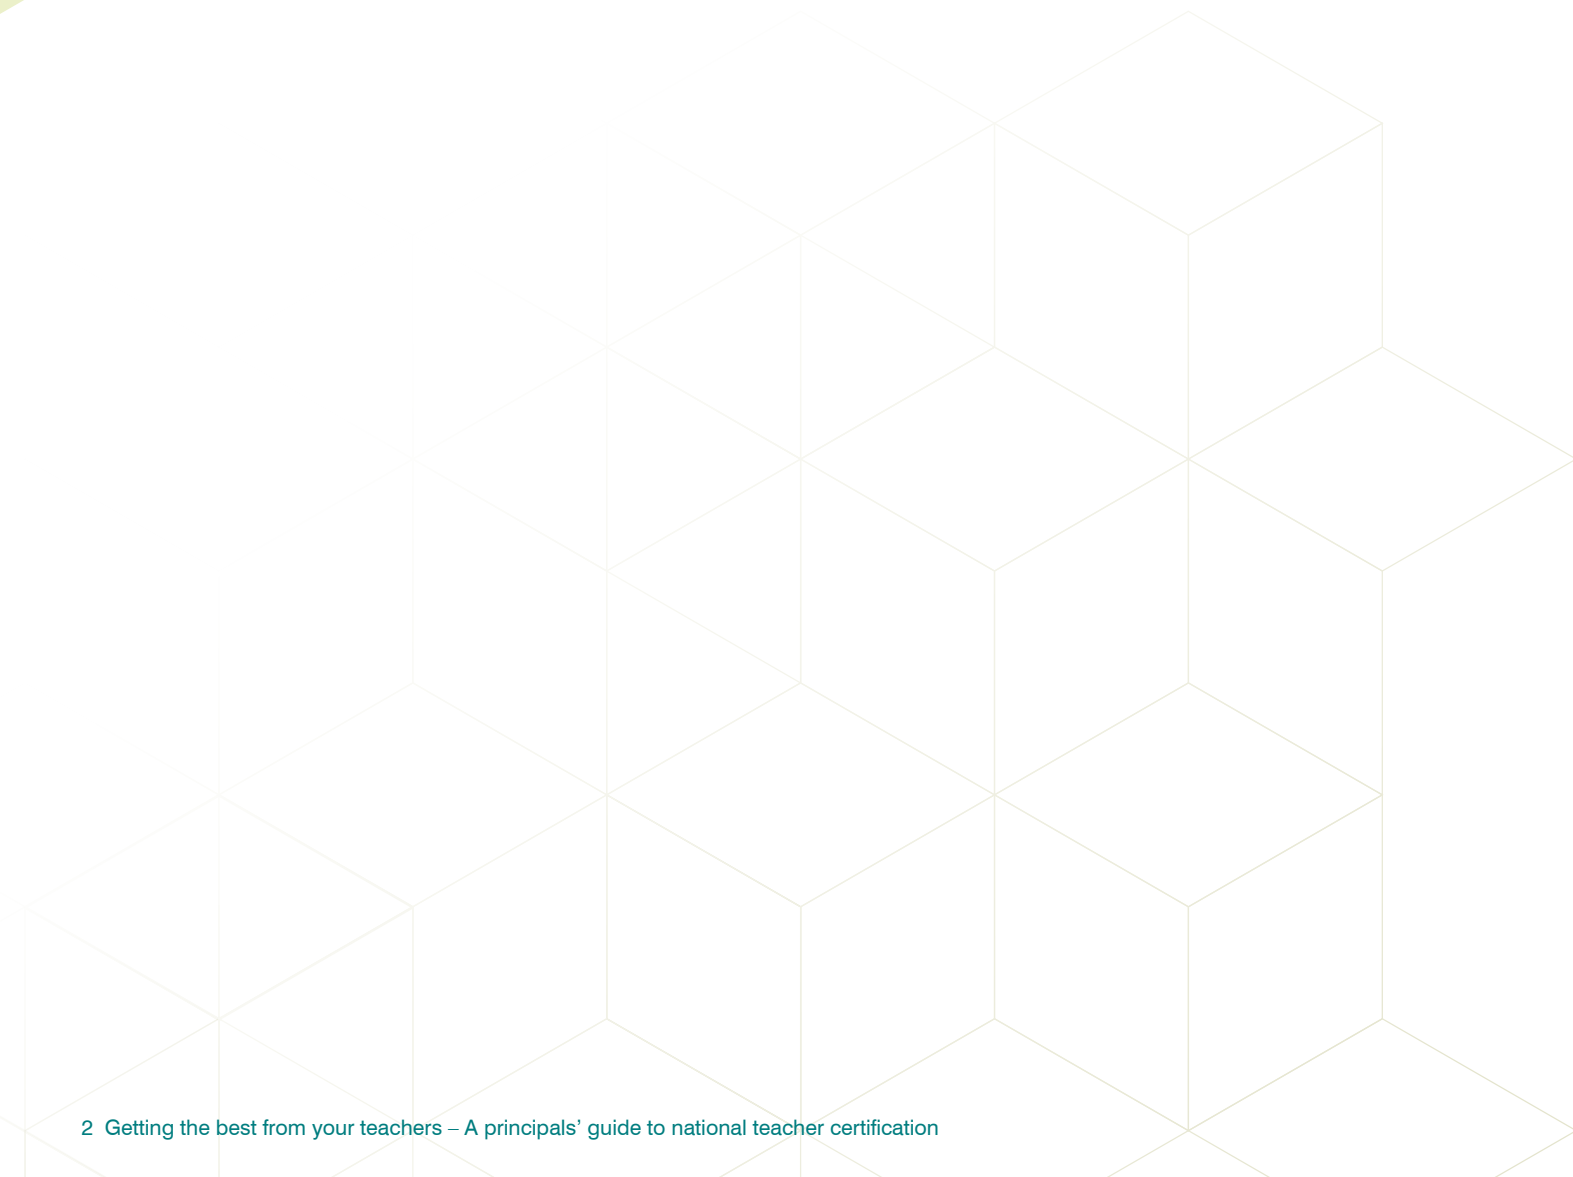 2 Getting the best from your teachers – A principals’ guide to national teacher certification